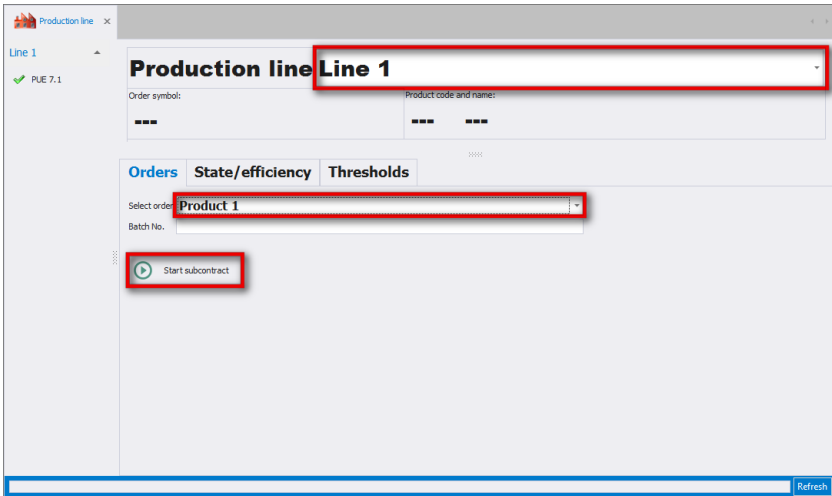 Production line
Line 1
PUE 7.1
Production line Line 1
Order symbol:
Product code and name:
---
--- ---
Orders State/efficiency Thresholds
Select order Product 1
Batch No.
Start subcontract
Refresh